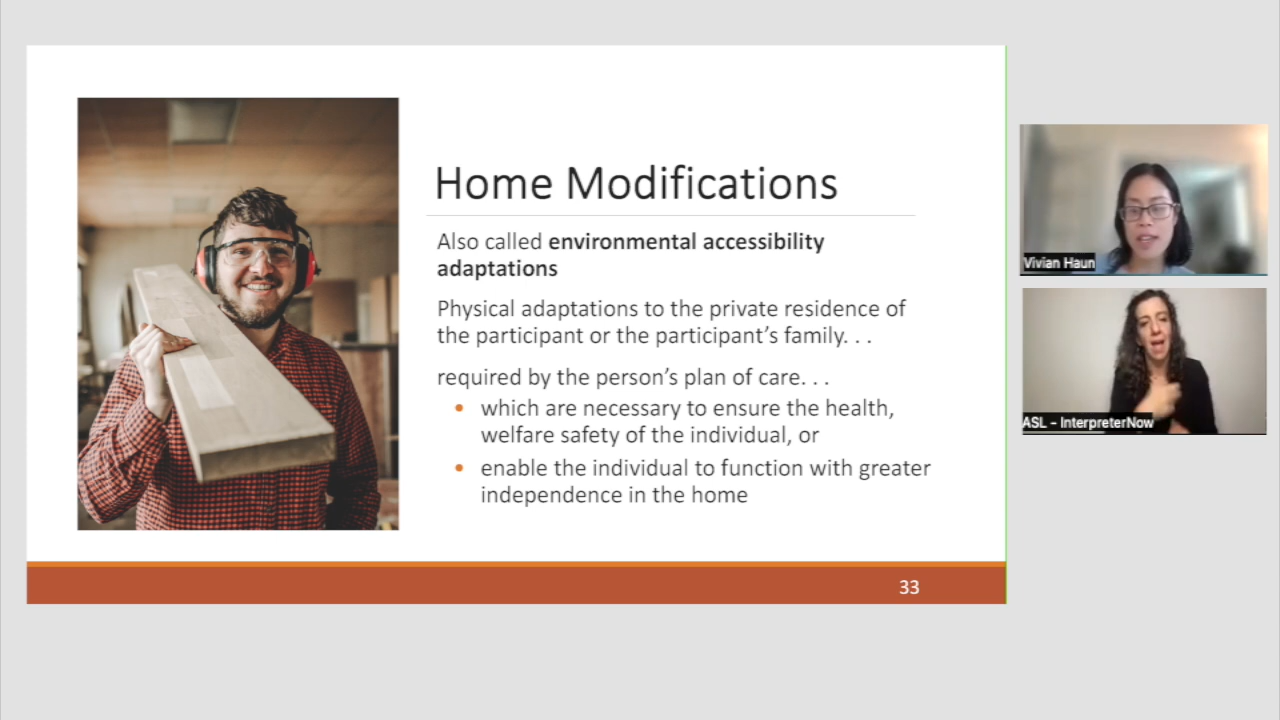 Home Modifications
Also called environmental accessibility
adaptations
Physical adaptations to the private residence of
the participant or the participant’s family. . .
required by the person’s plan of care. . .
• which are necessary to ensure the health,
welfare safety of the individual, or
• enable the individual to function with greater
independence in the home
33
Vivian Haun
ASL - InterpreterNow